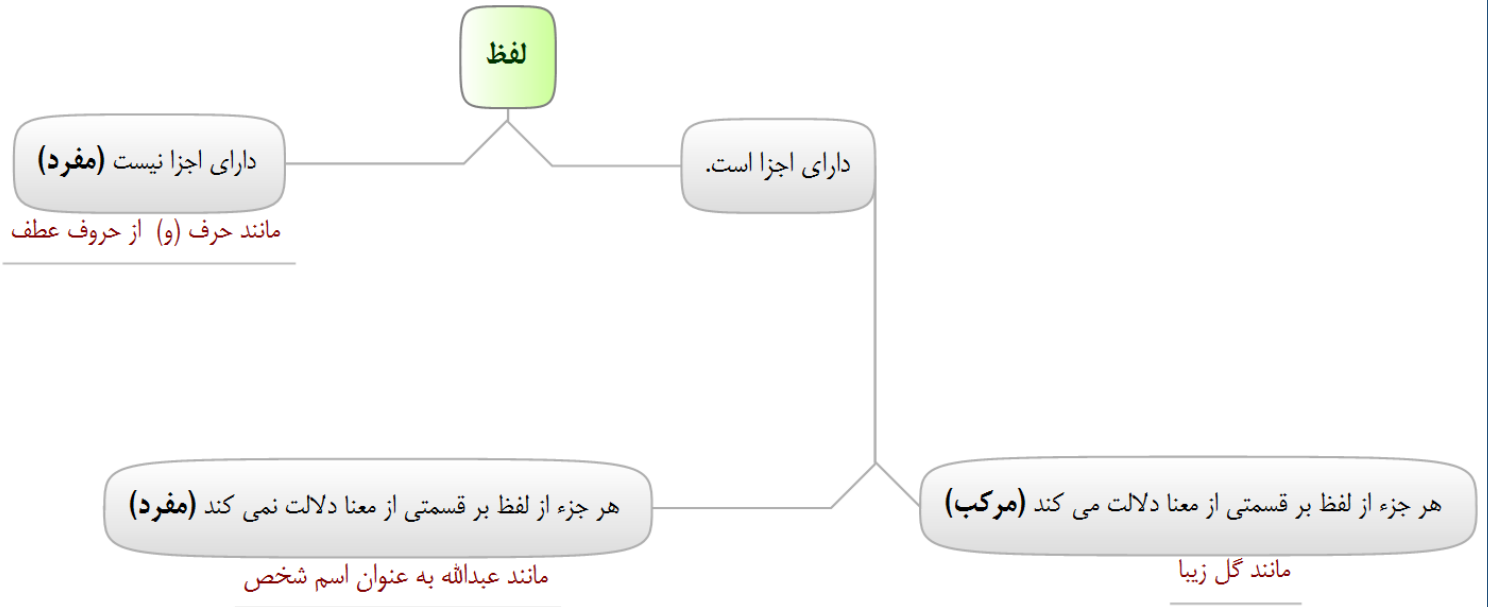 لفظ
دارای اجزا است.
دارای اجزا نیست (مفرد)
مانند حرف (و) از حروف عطف
هر جزء از لفظ بر قسمتی از معنا دلالت می کند (مرکب)
مانند گل زیبا
هر جزء از لفظ بر قسمتی از معنا دلالت نمی کند (مفرد)
مانند عبدالله به عنوان اسم شخص